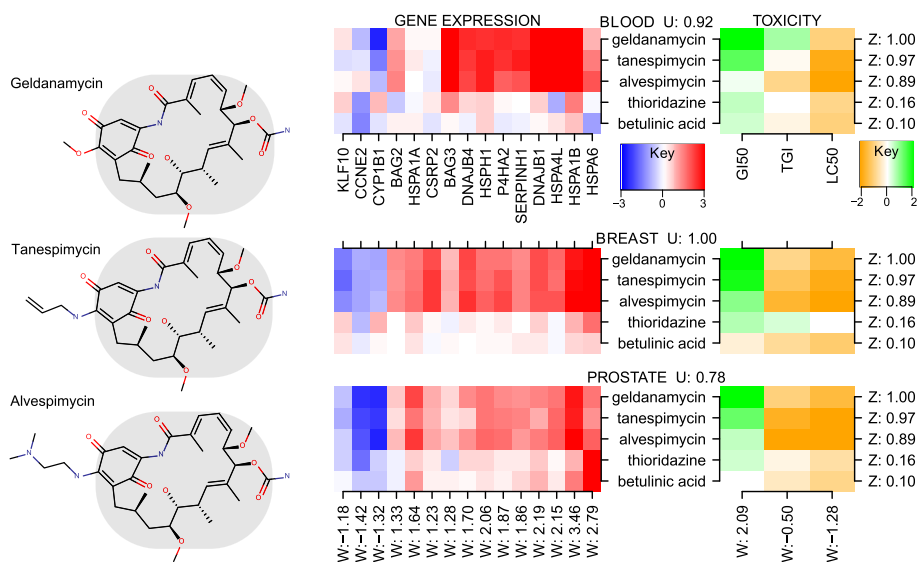 GENE EXPRESSION
BLOOD U: 0.92
TOXICITY
geldanamycin
Z: 1.00
tanespimycin
Z: 0.97
alvespimycin
Z: 0.89
thioridazine
Z: 0.16
betulinic acid
Z: 0.10
Geldanamycin
O
O
O
O
N
O
O
N
O
O
O
KLF10
CCNE2
CYP1B1
BAG2
HSPA1A
CSRP2
BAG3
DNAJB4
HSPH1
P4HA2
SERPINH1
DNAJB1
HSPA4L
HSPA1B
HSPA6
Key
−3
0
3
GI50
TGI
LC50
Key
−2
0
2
Tanespimycin
O
O
O
O
N
O
N
O
N
O
O
BREAST U: 1.00
geldanamycin
Z: 1.00
tanespimycin
Z: 0.97
alvespimycin
Z: 0.89
thioridazine
Z: 0.16
betulinic acid
Z: 0.10
Alvespimycin
O
O
O
O
N
N
O
N
N
O
O
O
PROSTATE U: 0.78
geldanamycin
Z: 1.00
tanespimycin
Z: 0.97
alvespimycin
Z: 0.89
thioridazine
Z: 0.16
betulinic acid
Z: 0.10
W:−1.18
W:−1.42
W:−1.32
W: 1.33
W: 1.64
W: 1.23
W: 1.28
W: 1.70
W: 2.06
W: 1.87
W: 1.86
W: 2.19
W: 2.15
W: 3.46
W: 2.79
W: 2.09
W:−0.50
W:−1.28